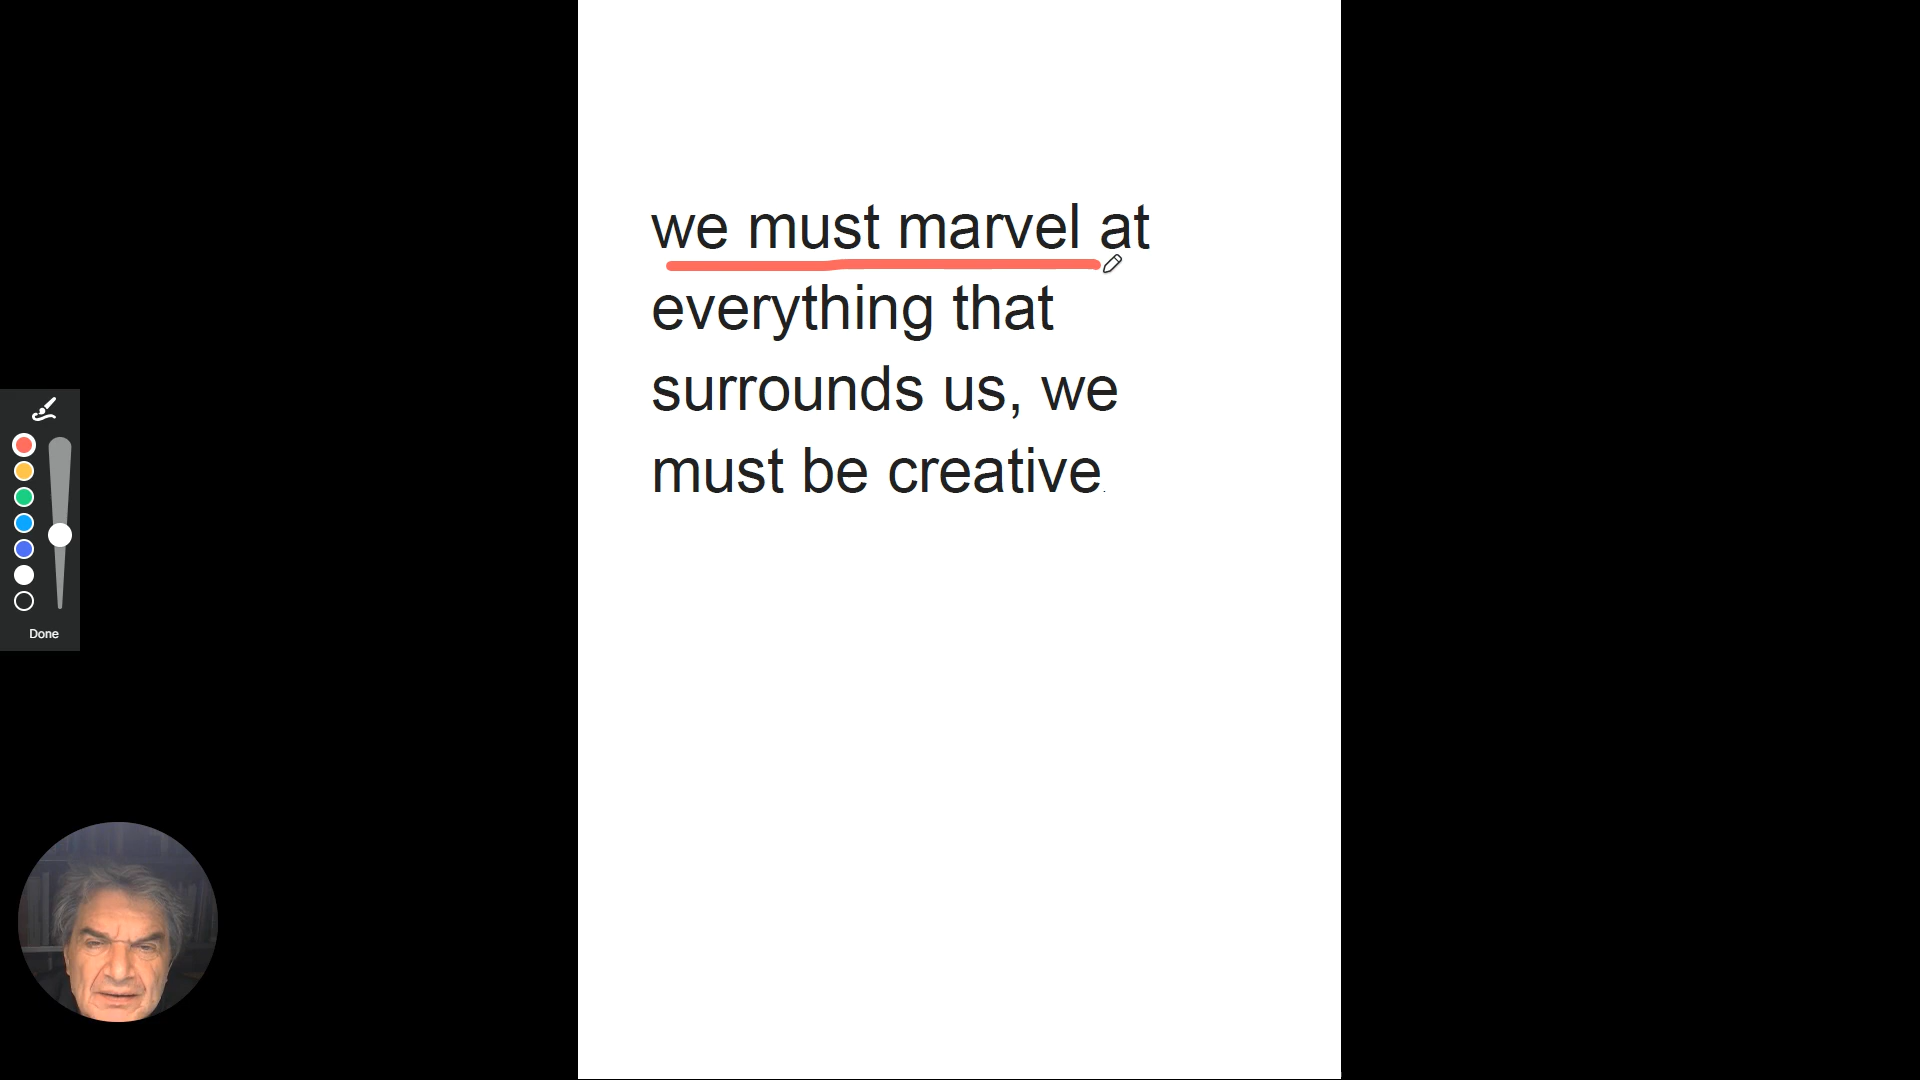 we must marvel at
everything that
surrounds us, we
must be creative.
Done